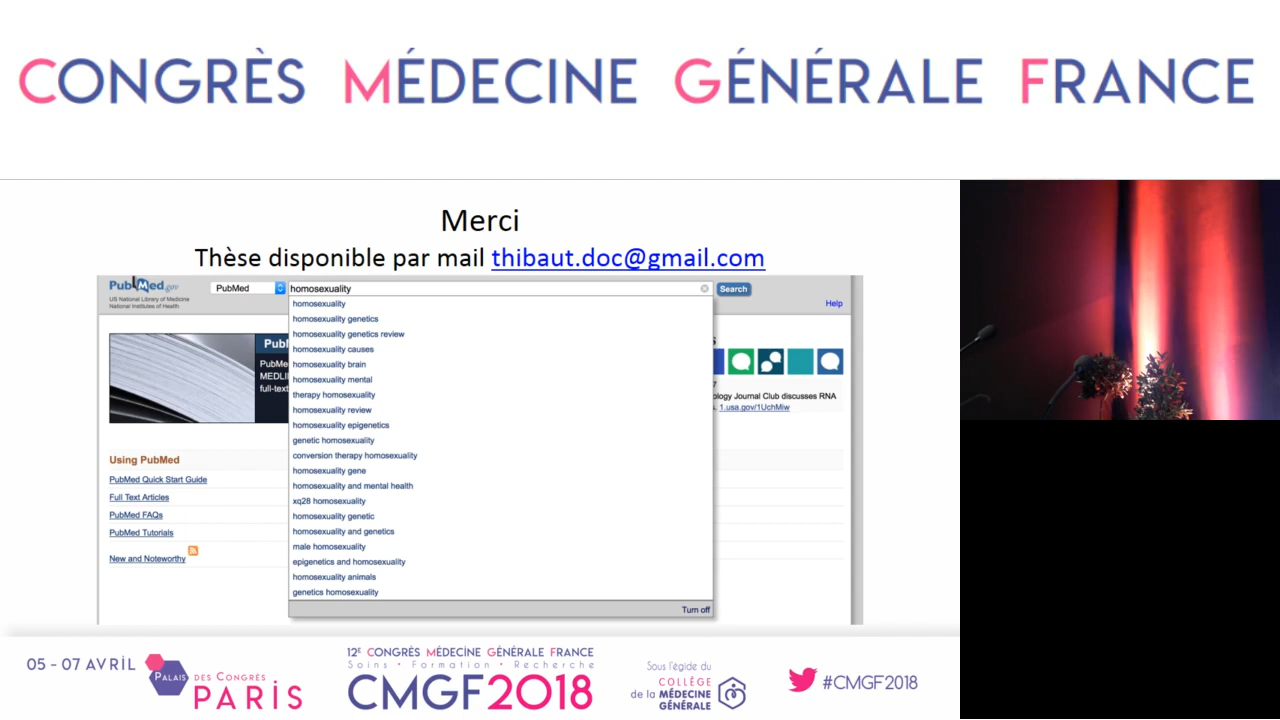 CONGRÈS MÉDECINE GÉNÉRALE FRANCE
Merci
Thèse disponible par mail thibaut.doc@gmail.com
PubMed.gov
US National Library of Medicine
National Institutes of Health
PubMed
homosexuality
Search
Help
homosexuality
homosexuality genetics
homosexuality genetics review
homosexuality causes
homosexuality brain
homosexuality mental
therapy homosexuality
homosexuality review
homosexuality epigenetics
genetic homosexuality
conversion therapy homosexuality
homosexuality gene
homosexuality and mental health
xq28 homosexuality
homosexuality genetic
homosexuality and genetics
male homosexuality
epigenetics and homosexuality
homosexuality animals
genetics homosexuality
Turn off
Publ
PubMe
MEDLI
full-text
s
7
ology Journal Club discusses RNA
. 1.usa.gov/1UchMiw
Using PubMed
PubMed Quick Start Guide
Full Text Articles
PubMed FAQs
PubMed Tutorials
New and Noteworthy
05 - 07 AVRIL
PALAIS DES CONGRÈS
PARIS
12E CONGRÈS MÉDECINE GÉNÉRALE FRANCE
Soins • Formation • Recherche
CMGF2018
Sous l'égide du
COLLÈGE
de la MÉDECINE
GÉNÉRALE
#CMGF2018